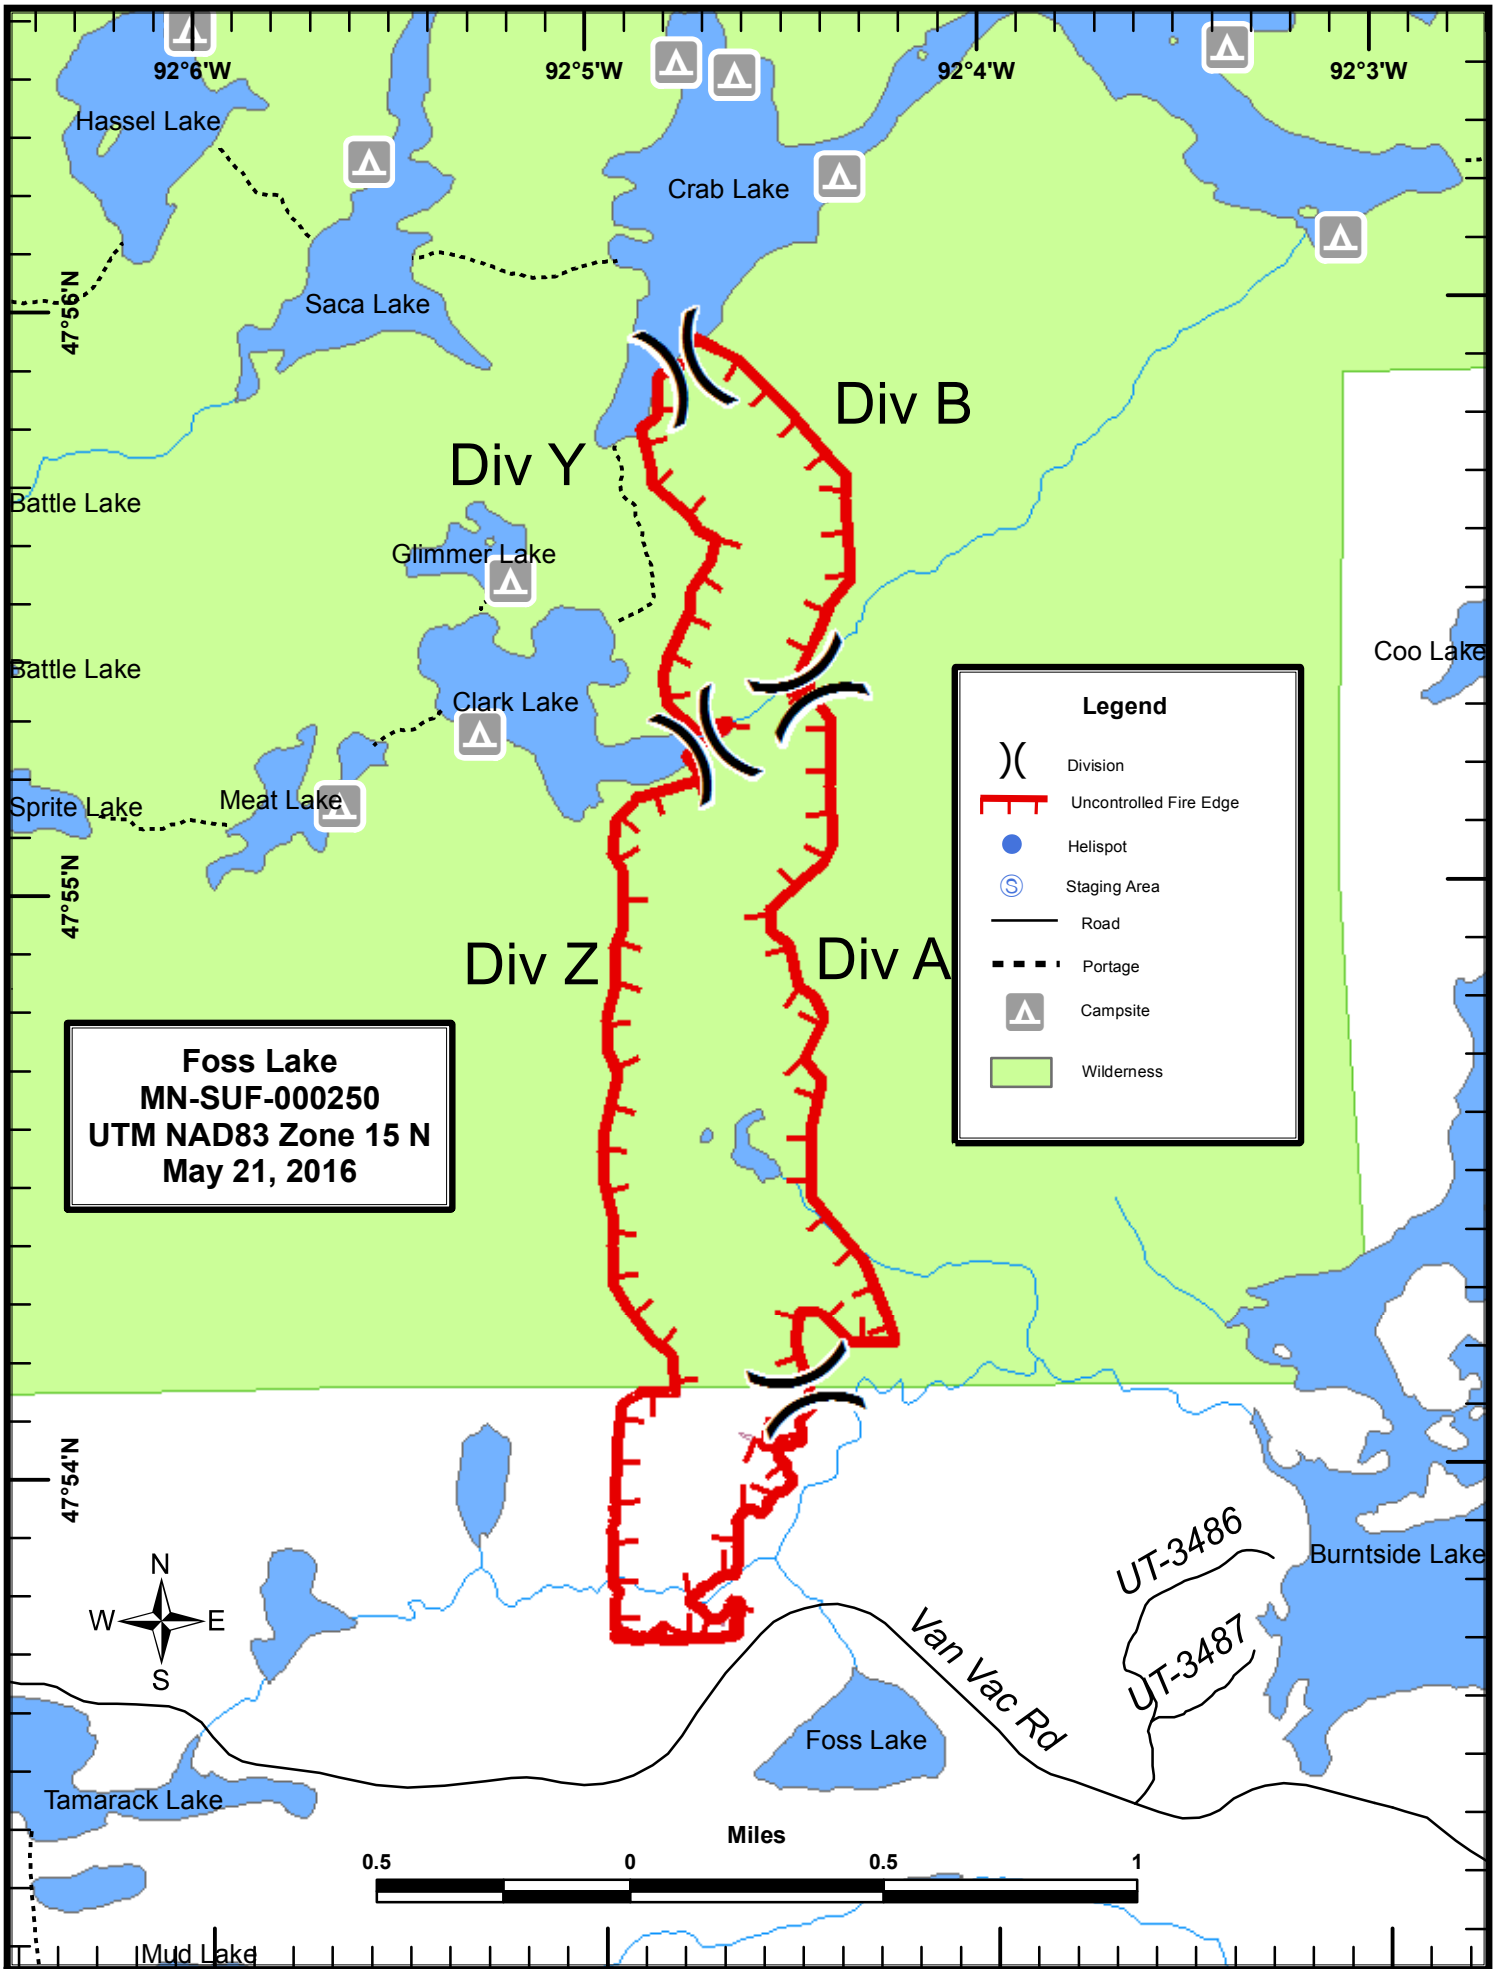 92°6'W
92°5'W
92°4'W
92°3'W
Hassel Lake
Crab Lake
Saca Lake
47°56'N
Div B
Div Y
Battle Lake
Glimmer Lake
Coo Lake
Battle Lake
Clark Lake
Legend
Division
Uncontrolled Fire Edge
Helispot
S Staging Area
Road
Portage
Campsite
Wilderness
Sprite Lake
Meat Lake
47°55'N
Div Z
Div A
Foss Lake
MN-SUF-000250
UTM NAD83 Zone 15 N
May 21, 2016
47°54'N
UT-3486
Burntside Lake
N
W E
S
Van Vac Rd
UT-3487
Foss Lake
Tamarack Lake
Miles
0.5 0 0.5 1
Mud Lake